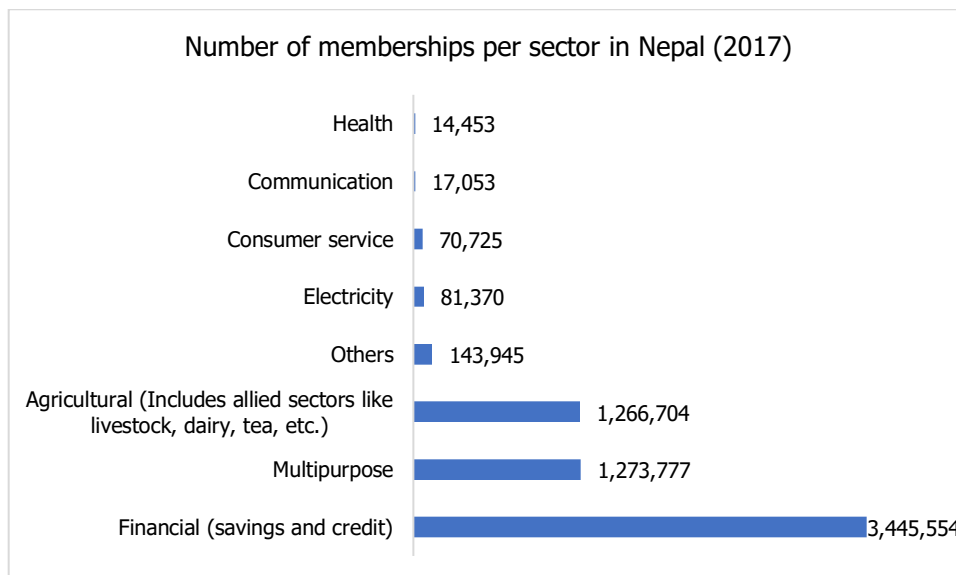 Number of memberships per sector in Nepal (2017)
Health 14,453
Communication 17,053
Consumer service 70,725
Electricity 81,370
Others 143,945
Agricultural (Includes allied sectors like
livestock, dairy, tea, etc.) 1,266,704
Multipurpose 1,273,777
Financial (savings and credit) 3,445,554